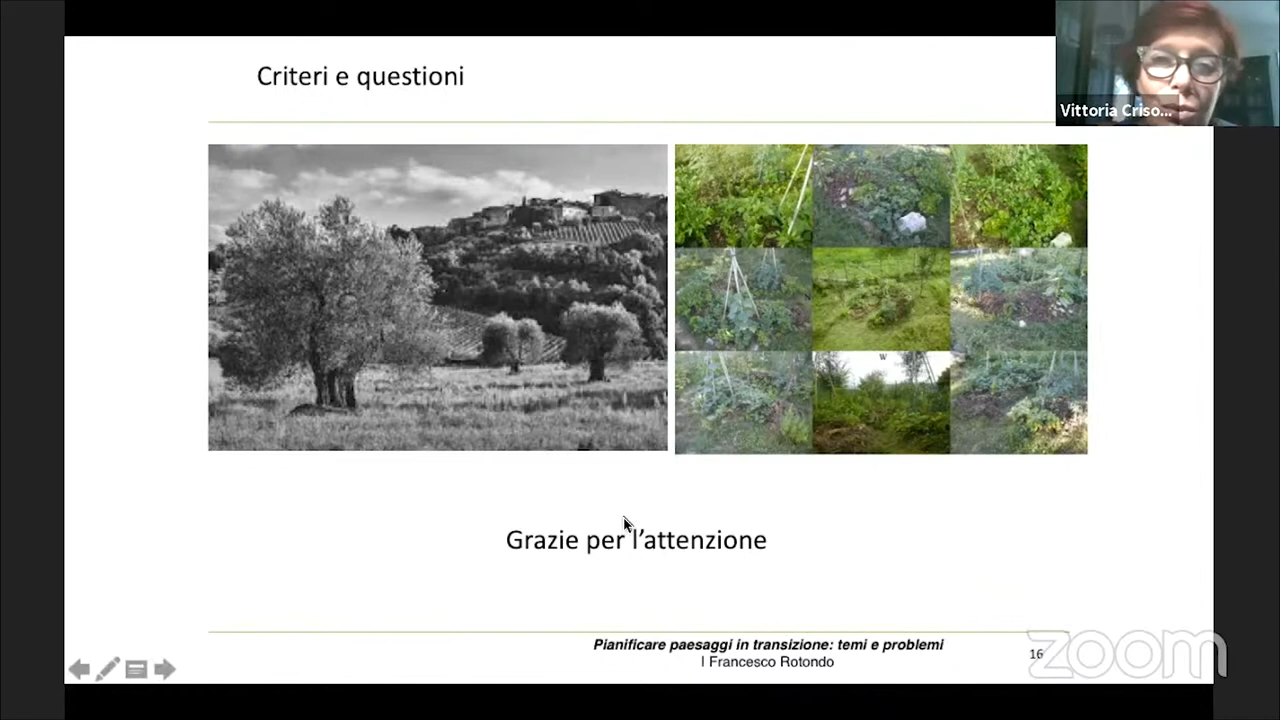 Criteri e questioni
Vittoria Criso...
W
Grazie per l'attenzione
Pianificare paesaggi in transizione: temi e problemi
| Francesco Rotondo
16
zoom